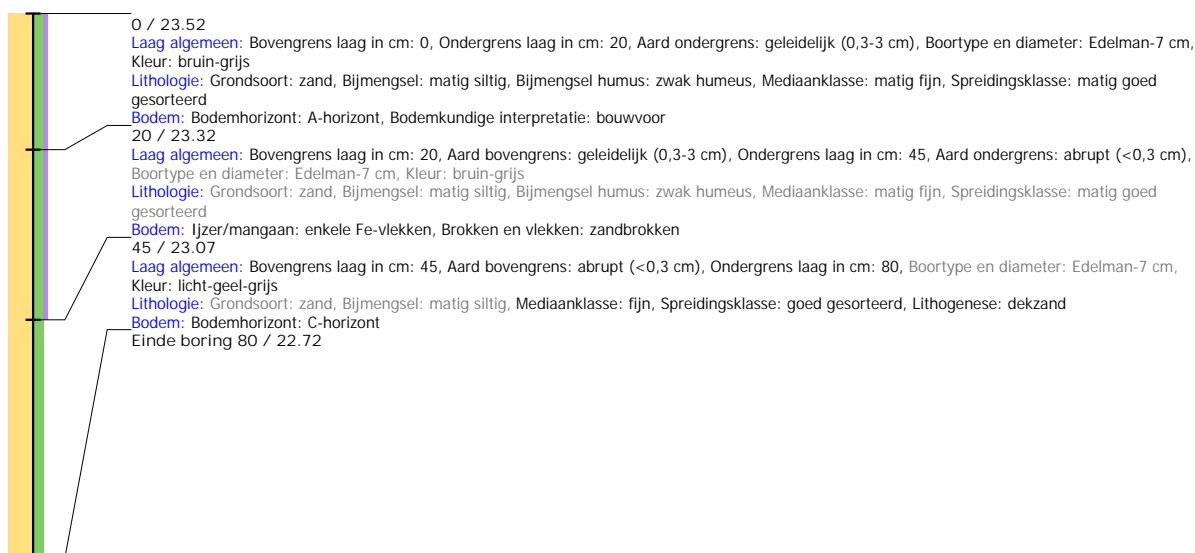 0 / 23.52
Laag algemeen: Bovengrens laag in cm: 0, Ondergrens laag in cm: 20, Aard ondergrens: geleidelijk (0,3-3 cm), Boortype en diameter: Edelman-7 cm,
Kleur: bruin-grijs
Lithologie: Grondsoort: zand, Bijmengsel: matig siltig, Bijmengsel humus: zwak humeus, Mediaanklasse: matig fijn, Spreidingsklasse: matig goed
gesorteerd
Bodem: Bodemhorizont: A-horizont, Bodemkundige interpretatie: bouwvoor
20 / 23.32
Laag algemeen: Bovengrens laag in cm: 20, Aard bovengrens: geleidelijk (0,3-3 cm), Ondergrens laag in cm: 45, Aard ondergrens: abrupt (<0,3 cm),
Boortype en diameter: Edelman-7 cm, Kleur: bruin-grijs
Lithologie: Grondsoort: zand, Bijmengsel: matig siltig, Bijmengsel humus: zwak humeus, Mediaanklasse: matig fijn, Spreidingsklasse: matig goed
gesorteerd
Bodem: Ijzer/mangaan: enkele Fe-vlekken, Brokken en vlekken: zandbrokken
45 / 23.07
Laag algemeen: Bovengrens laag in cm: 45, Aard bovengrens: abrupt (<0,3 cm), Ondergrens laag in cm: 80, Boortype en diameter: Edelman-7 cm,
Kleur: licht-geel-grijs
Lithologie: Grondsoort: zand, Bijmengsel: matig siltig, Mediaanklasse: fijn, Spreidingsklasse: goed gesorteerd, Lithogenese: dekzand
Bodem: Bodemhorizont: C-horizont
Einde boring 80 / 22.72